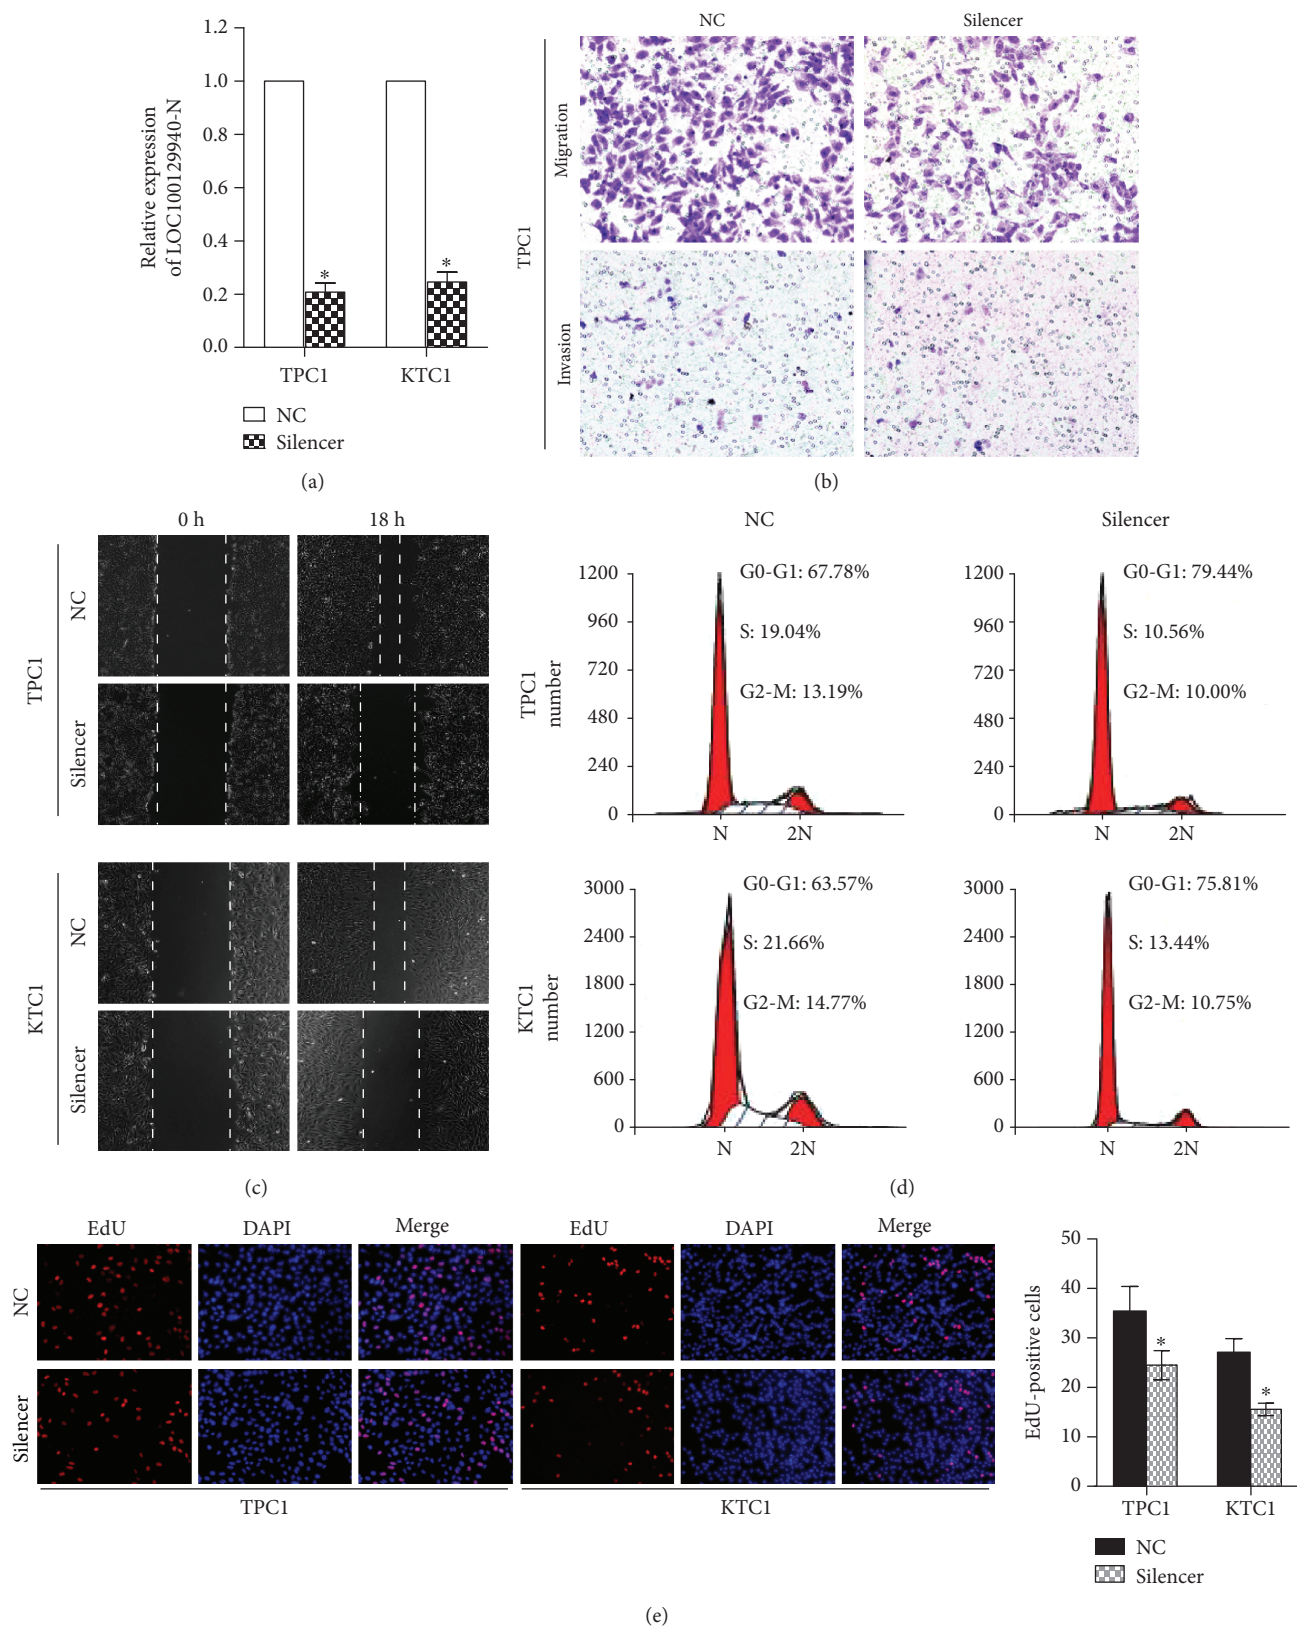 1.2
1.0
0.8
0.6
0.4
0.2
0.0
Relative expression
of LOC100129940-N
*
*
TPC1
KTC1
NC
Silencer
(a)
NC
Silencer
TPC1
Migration
Invasion
(b)
0 h
18 h
TPC1
NC
Silencer
KTC1
NC
Silencer
(c)
NC
Silencer
TPC1
number
1200
960
720
480
240
0
G0-G1: 67.78%
S: 19.04%
G2-M: 13.19%
N
2N
1200
960
720
480
240
0
G0-G1: 79.44%
S: 10.56%
G2-M: 10.00%
N
2N
KTC1
number
3000
2400
1800
1200
600
0
G0-G1: 63.57%
S: 21.66%
G2-M: 14.77%
N
2N
3000
2400
1800
1200
600
0
G0-G1: 75.81%
S: 13.44%
G2-M: 10.75%
N
2N
(d)
EdU
DAPI
Merge
EdU
DAPI
Merge
NC
Silencer
TPC1
KTC1
EdU-positive cells
50
40
30
20
10
0
*
*
TPC1
KTC1
NC
Silencer
(e)